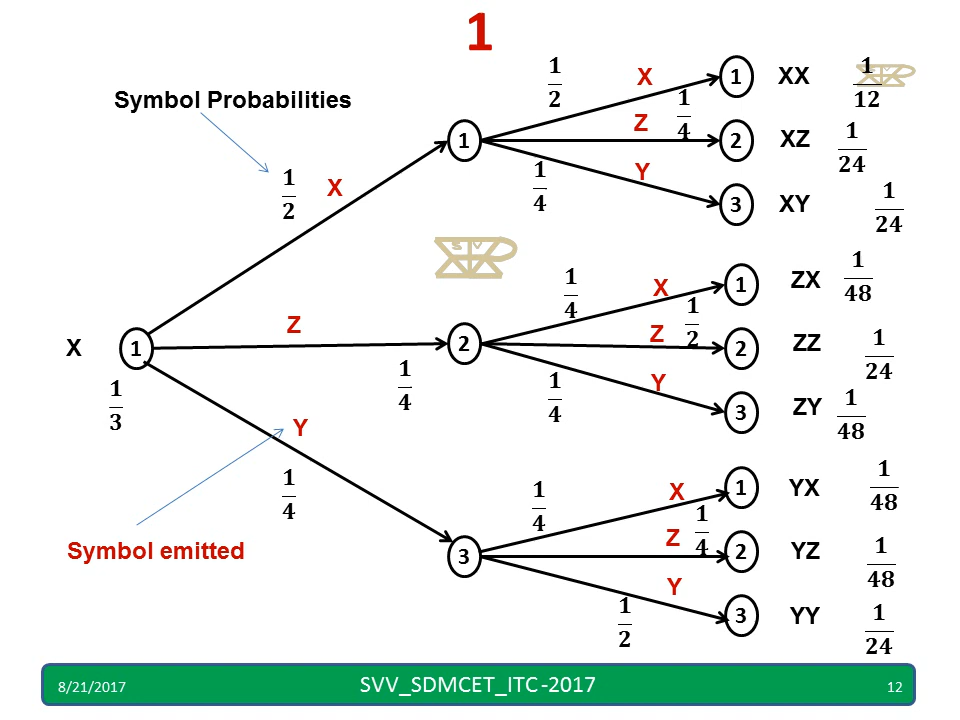 1
Symbol Probabilities
1/2
X
1
1/2
X
1
XX
1/12
1/4
Z
2
XZ
1/24
1/4
Y
3
XY
1/24
S V
X
1
1/3
Z
1/4
2
1/4
X
1
ZX
1/48
1/2
Z
2
ZZ
1/24
1/4
Y
3
ZY
1/48
Y
1/4
Symbol emitted
3
1/4
X
1
YX
1/48
1/4
Z
2
YZ
1/48
1/2
Y
3
YY
1/24
8/21/2017
SVV_SDMCET_ITC -2017
12